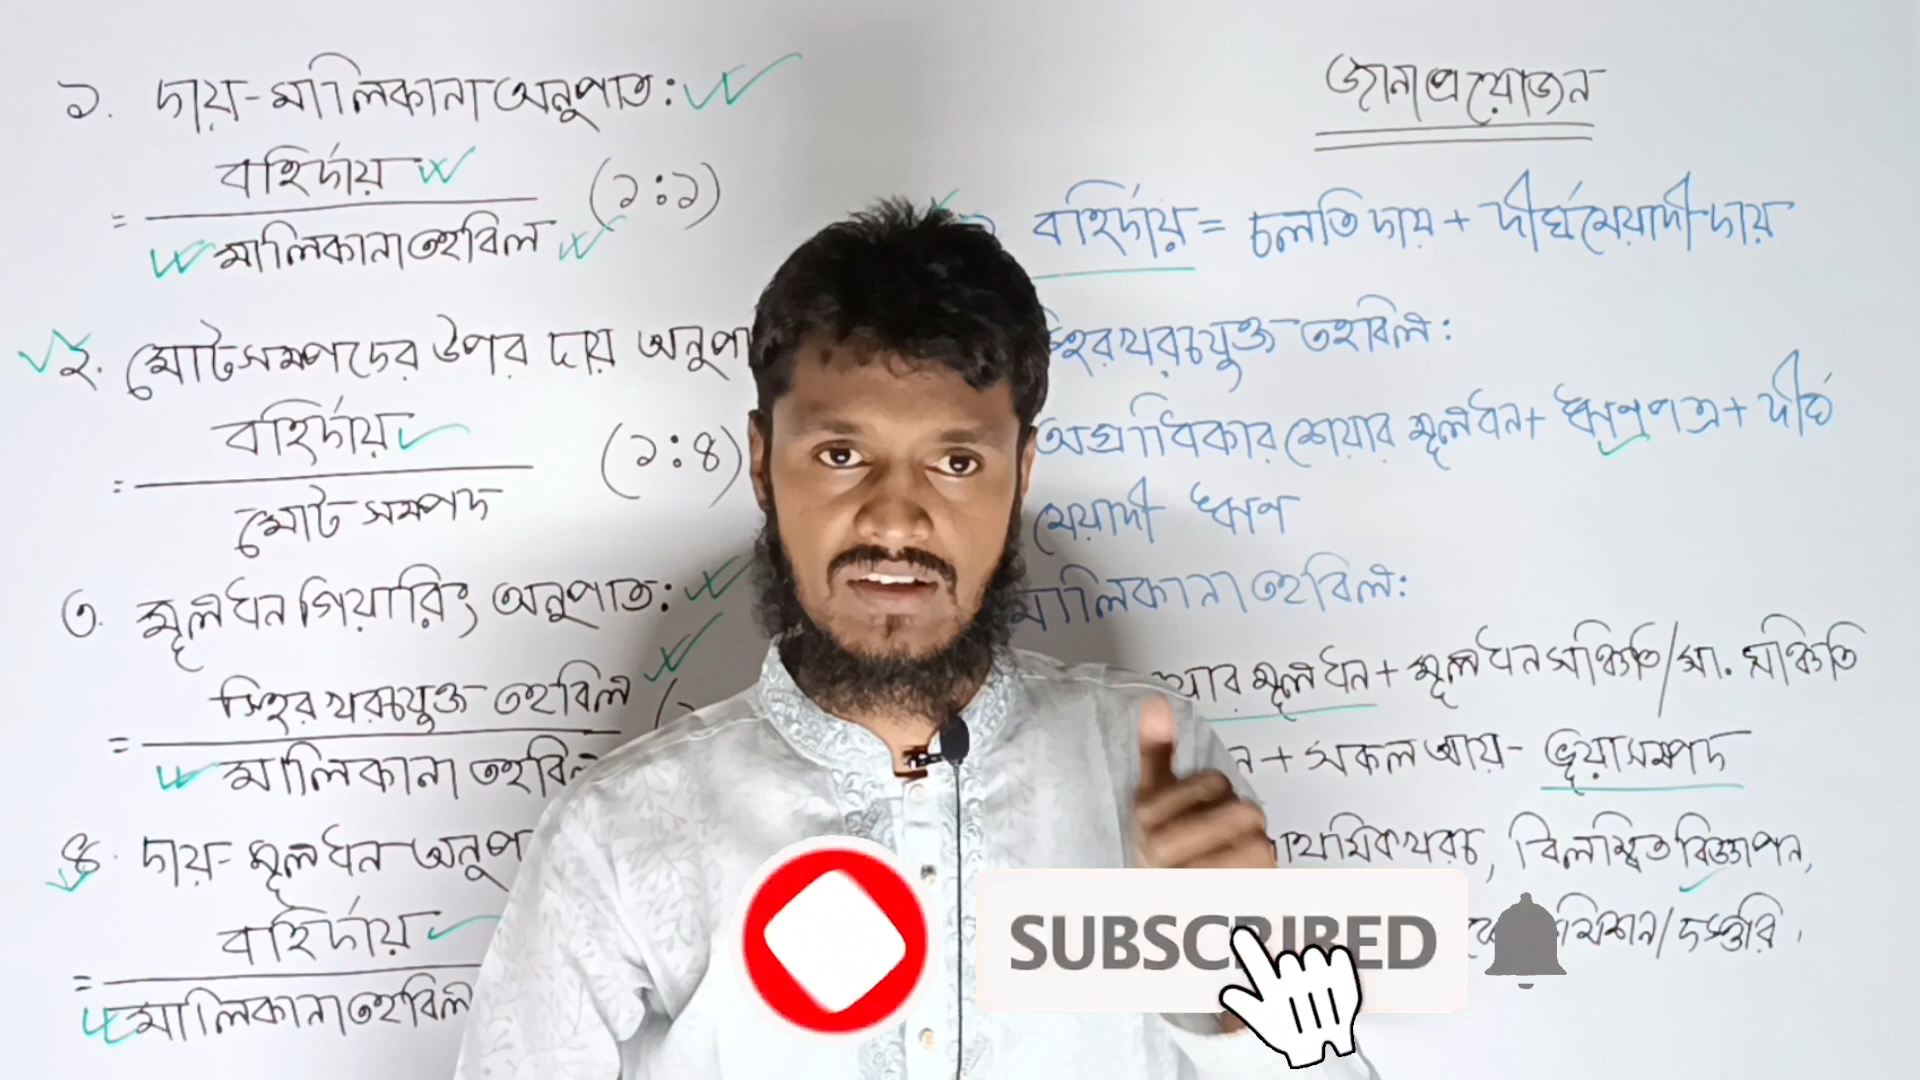 ১. দায়-মালিকানা অনুপাত:
বহির্দায়
(১:১)
=
মালিকানা তহবিল
২. মোট সম্পদের উপর দায় অনুপা
বহির্দায়
(১:৪)
=
মোট সম্পদ
৩. মূলধন গিয়ারিং অনুপাত:
স্থির খরচযুক্ত তহবিল
=
মালিকানা তহবিল
৪. দায়-মূলধন অনুপ
বহির্দায়
=
মালিকানা তহবিল
জানা প্রয়োজন
বহির্দায় = চলতি দায় + দীর্ঘমেয়াদী দায়
স্থির খরচযুক্ত তহবিল:
অগ্রাধিকার শেয়ার মূলধন + ঋণপত্র + দীর্ঘ
মেয়াদী ঋণ
মালিকানা তহবিল:
য়ার মূলধন + মূলধন সঞ্চিতি/সা. সঞ্চিতি
ন + সকল আয় - ভূয়া সম্পদ
াথমিক খরচ, বিলম্বিত বিজ্ঞাপন,
মিশন/দস্তুরি।
SUBSCRIBED